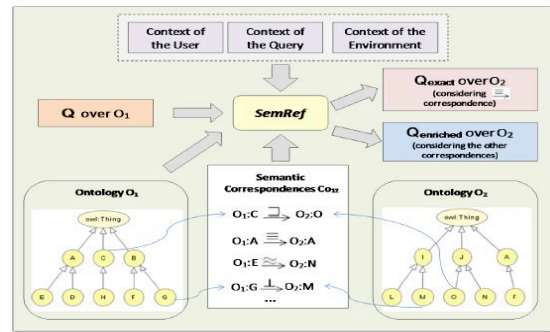 Context of
the User
Context of
the Query
Context of the
Environment
Q over O1
SemRef
Qexact over O2
(considering ≡
correspondence)
Qenriched over O2
(considering the other
correspondences)
Ontology O1
owl:Thing
A
C
B
E
D
H
F
G
Semantic
Correspondences Co12
O1:C ⊒ O2:O
O1:A ≡ O2:A
O1:E ≈ O2:N
O1:G ⊥ O2:M
...
Ontology O2
owl:Thing
I
J
A
L
M
O
N
F